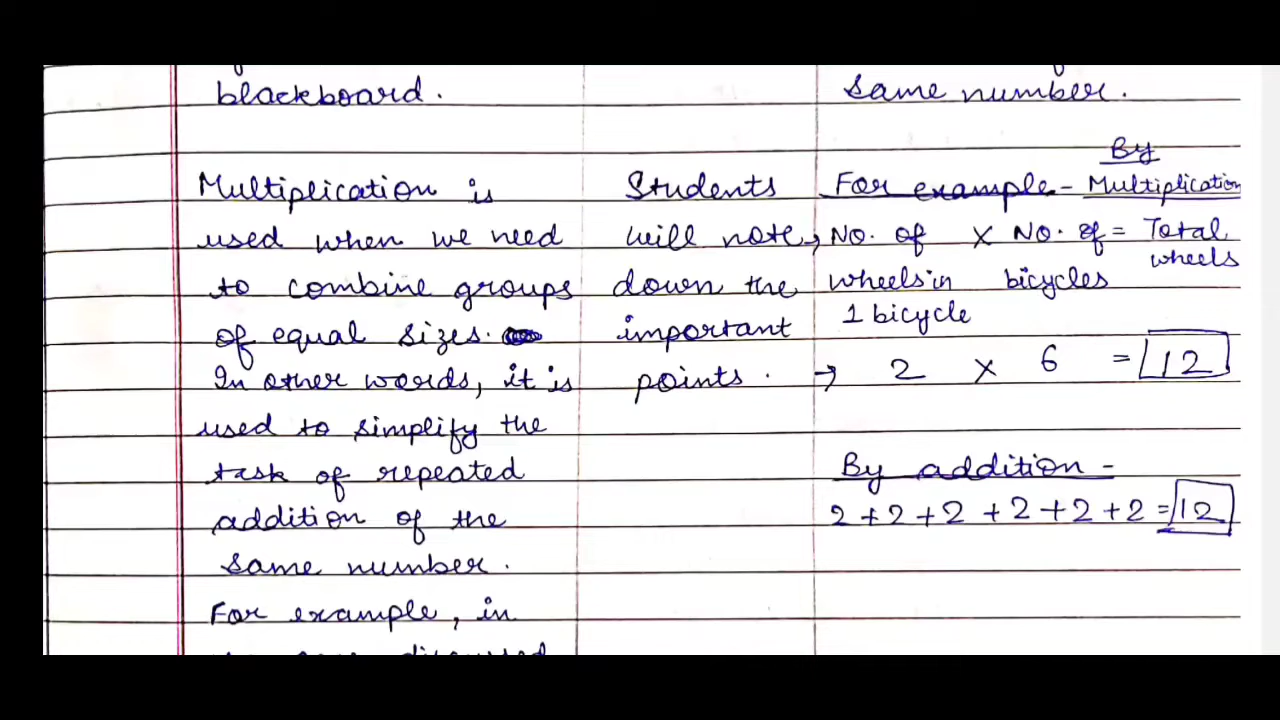 blackboard.
same number.
Multiplication is
used when we need
to combine groups
of equal sizes.
In other words, it is
used to simplify the
task of repeated
addition of the
same number.
For example, in
discussed
Students
will note
down the
important
points.
By
For example - Multiplication
→ No. of × No. of = Total
wheels in bicycles wheels
1 bicycle
→ 2 × 6 = 12
By addition -
2+2+2+2+2+2=12